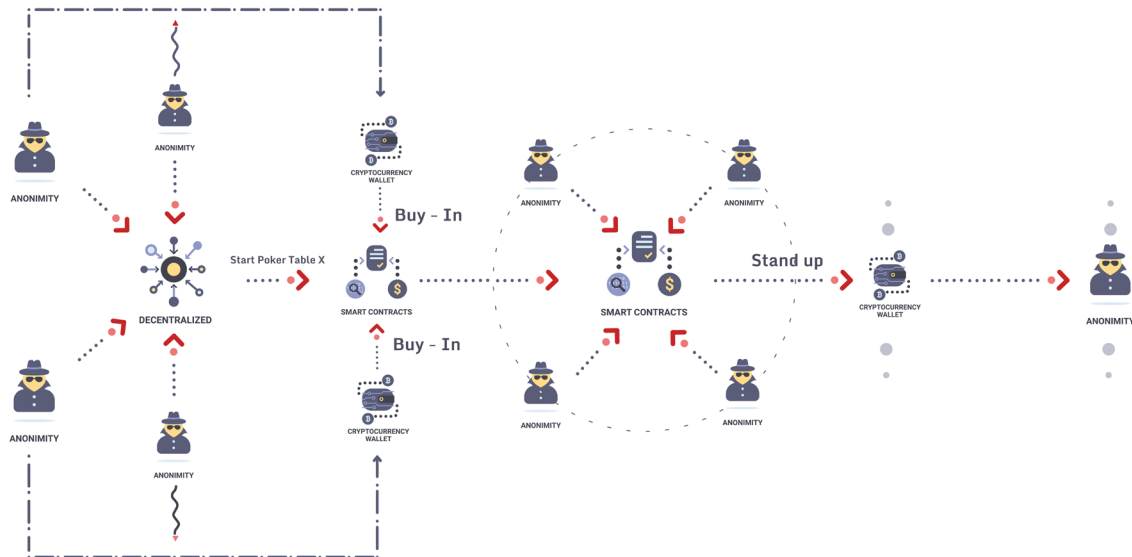 ANONIMITY
ANONIMITY
CRYPTOCURRENCY
WALLET
ANONIMITY
ANONIMITY
Buy - In
Start Poker Table X
DECENTRALIZED
SMART CONTRACTS
Buy - In
SMART CONTRACTS
Stand up
CRYPTOCURRENCY
WALLET
ANONIMITY
ANONIMITY
ANONIMITY
CRYPTOCURRENCY
WALLET
ANONIMITY
ANONIMITY